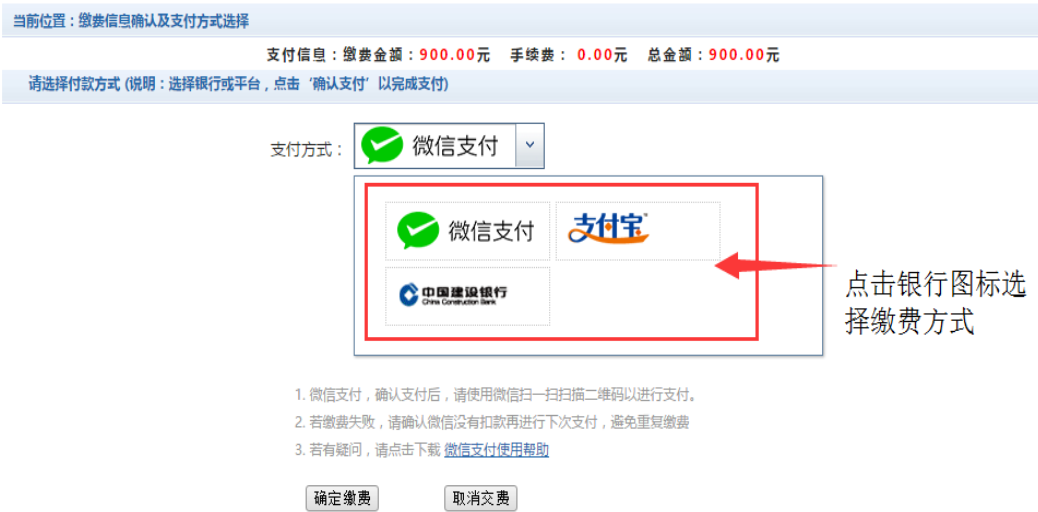 当前位置：缴费信息确认及支付方式选择
支付信息：缴费金额：900.00元 手续费： 0.00元 总金额：900.00元
请选择付款方式 (说明：选择银行或平台，点击‘确认支付’以完成支付)
支付方式： 微信支付
微信支付 支付宝
中国建设银行
China Construction Bank
点击银行图标选
择缴费方式
1. 微信支付，确认支付后，请使用微信扫一扫扫描二维码以进行支付。
2. 若缴费失败，请确认微信没有扣款再进行下次支付，避免重复缴费
3. 若有疑问，请点击下载 微信支付使用帮助
确定缴费 取消交费